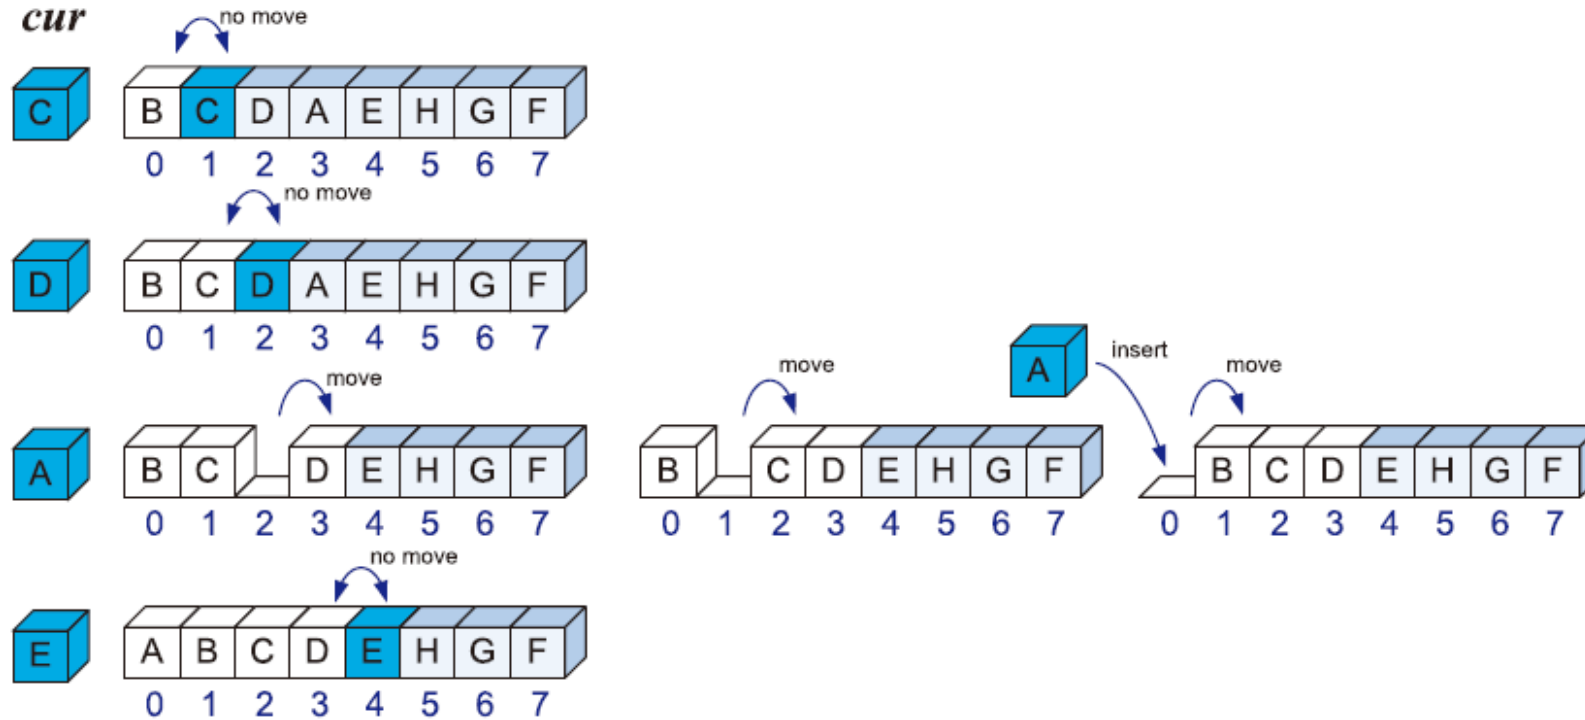 cur
no move
C B C D A E H G F
0 1 2 3 4 5 6 7
no move
D B C D A E H G F
0 1 2 3 4 5 6 7
move
A B C D E H G F
0 1 2 3 4 5 6 7
move
B C D E H G F
0 1 2 3 4 5 6 7
A insert move
B C D E H G F
0 1 2 3 4 5 6 7
no move
E A B C D E H G F
0 1 2 3 4 5 6 7